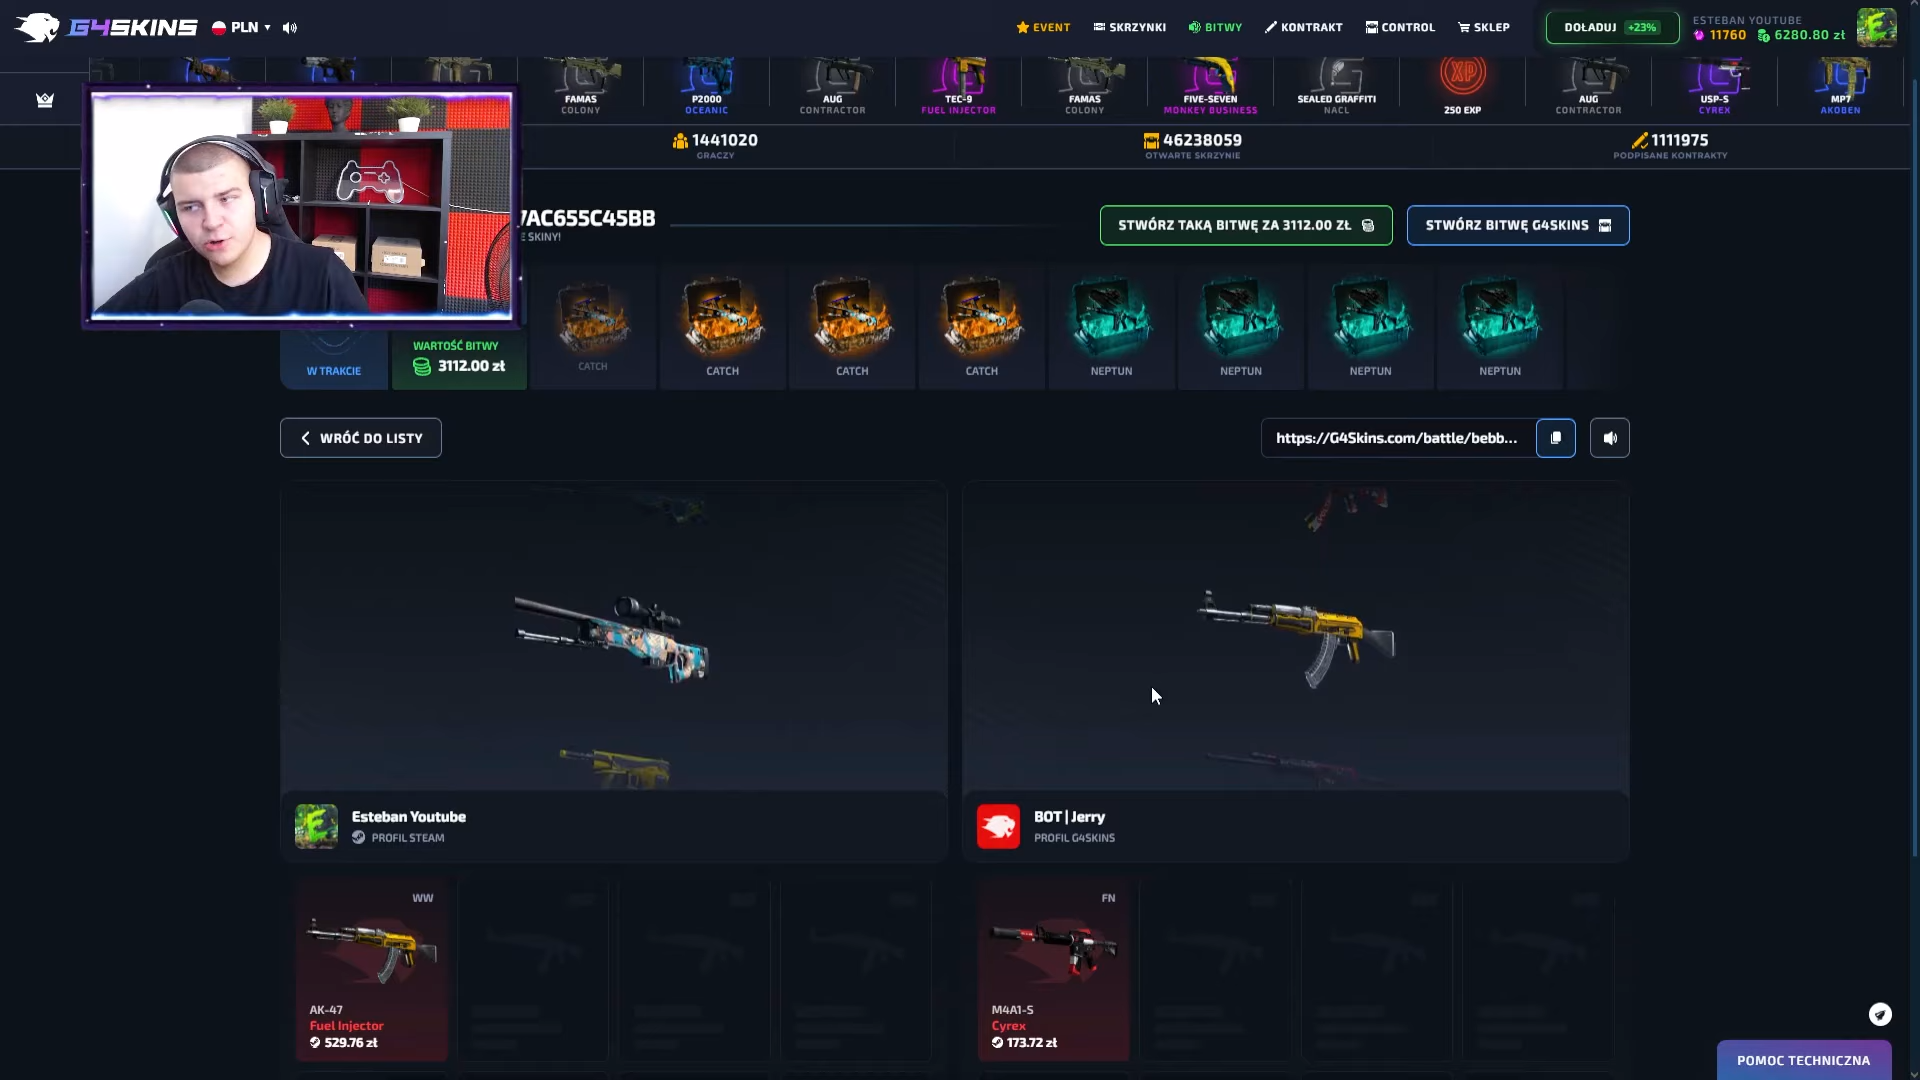 G4SKINS
PLN
EVENT
SKRZYNKI
BITWY
KONTRAKT
CONTROL
SKLEP
DOŁADUJ +23%
ESTEBAN YOUTUBE
11760 6280.80 zł
FAMAS
COLONY
P2000
OCEANIC
AUG
CONTRACTOR
TEC-9
FUEL INJECTOR
FAMAS
COLONY
FIVE-SEVEN
MONKEY BUSINESS
SEALED GRAFFITI
NACL
XP
250 EXP
AUG
CONTRACTOR
USP-S
CYREX
MP7
AKOBEN
1441020
GRACZY
46238059
OTWARTE SKRZYNIE
1111975
PODPISANE KONTRAKTY
7AC655C45BB
E SKINY!
STWÓRZ TAKĄ BITWĘ ZA 3112.00 ZŁ
STWÓRZ BITWĘ G4SKINS
W TRAKCIE
WARTOŚĆ BITWY
3112.00 zł
CATCH
CATCH
CATCH
CATCH
NEPTUN
NEPTUN
NEPTUN
NEPTUN
WRÓĆ DO LISTY
https://G4Skins.com/battle/bebb...
Esteban Youtube
PROFIL STEAM
BOT | Jerry
PROFIL G4SKINS
WW
AK-47
Fuel Injector
529.76 zł
FN
M4A1-S
Cyrex
173.72 zł
POMOC TECHNICZNA